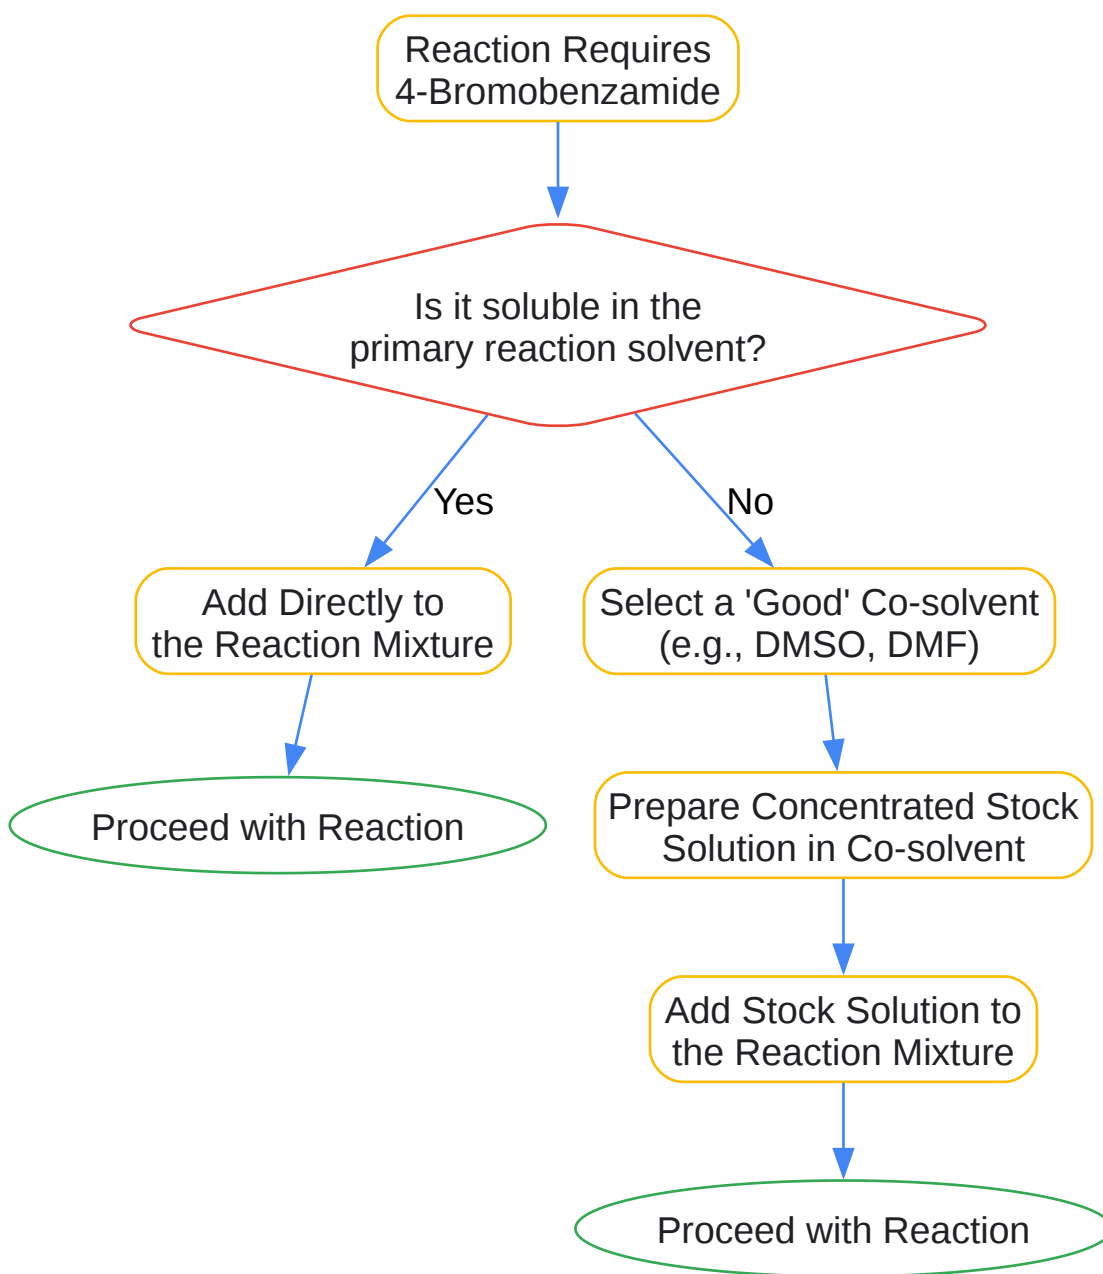 Reaction Requires
4-Bromobenzamide
Is it soluble in the
primary reaction solvent?
Yes
No
Add Directly to
the Reaction Mixture
Select a 'Good' Co-solvent
(e.g., DMSO, DMF)
Proceed with Reaction
Prepare Concentrated Stock
Solution in Co-solvent
Add Stock Solution to
the Reaction Mixture
Proceed with Reaction